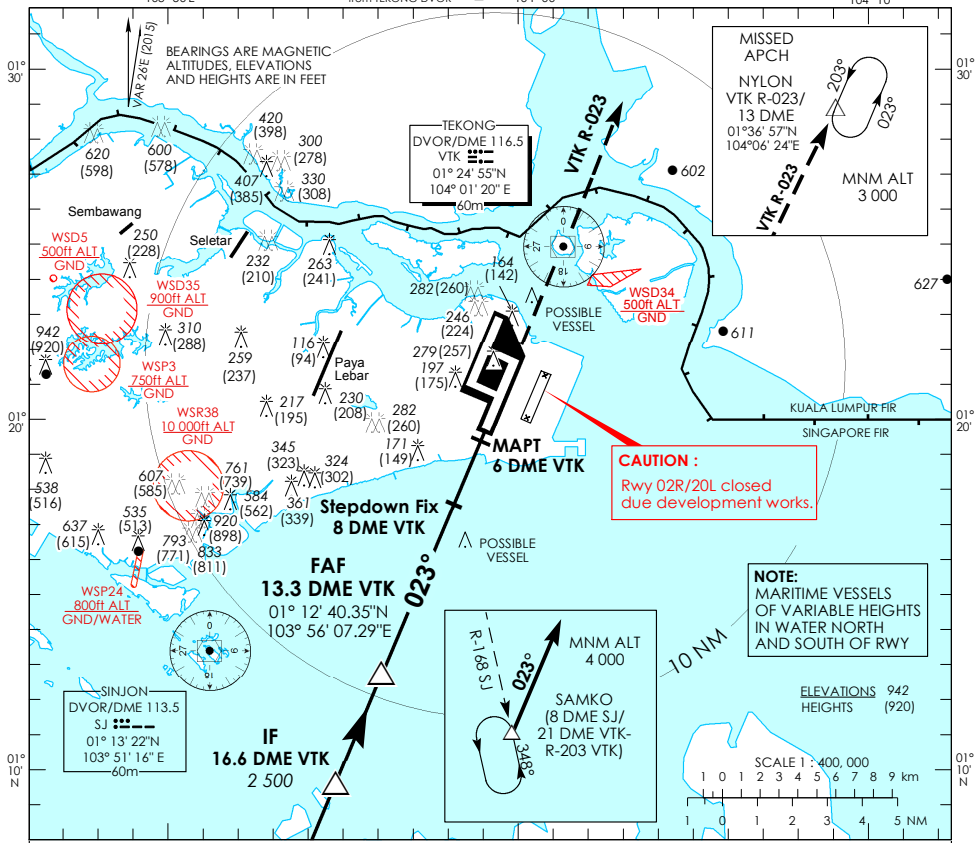 from TEKONG DVOR
01°
30'
01°
30'
VAR 26'E (2015)
BEARINGS ARE MAGNETIC
ALTITUDES, ELEVATIONS
AND HEIGHTS ARE IN FEET
MISSED
APCH
NYLON
VTK R-023/
13 DME
01°36' 57"N
104°06' 24"E
203°
023°
VTK R-023
MNM ALT
3 000
TEKONG
DVOR/DME 116.5
VTK
01° 24' 55"N
104° 01' 20" E
60m
VTK R-023
620
(598)
600
(578)
420
(398)
300
(278)
407
(385)
330
(308)
602
Sembawang
250
(228)
Seletar
232
(210)
263
(241)
WSD5
500ft ALT
GND
WSD35
900ft ALT
GND
0
9
18
27
164
(142)
282 (260)
246
(224)
POSSIBLE
VESSEL
WSD34
500ft ALT
GND
627
611
942
(920)
310
(288)
259
(237)
116
(94)
Paya
Lebar
279 (257)
197
(175)
WSP3
750ft ALT
GND
217
(195)
230
(208)
282
(260)
171
(149)
KUALA LUMPUR FIR
SINGAPORE FIR
01°
20'
01°
20'
WSR38
10 000ft ALT
GND
MAPT
6 DME VTK
CAUTION :
Rwy 02R/20L closed
due development works.
538
(516)
607
(585)
761
(739)
345
(323)
324
(302)
361
(339)
584
(562)
Stepdown Fix
8 DME VTK
637
(615)
535
(513)
793
(771)
920
(898)
833
(811)
POSSIBLE
VESSEL
FAF
13.3 DME VTK
01° 12' 40.35"N
103° 56' 07.29"E
023°
WSP24
800ft ALT
GND/WATER
NOTE:
MARITIME VESSELS
OF VARIABLE HEIGHTS
IN WATER NORTH
AND SOUTH OF RWY
0
9
27
10 NM
R-168 SJ
023°
MNM ALT
4 000
SAMKO
(8 DME SJ/
21 DME VTK-
R-203 VTK)
348°
ELEVATIONS 942
HEIGHTS (920)
SINJON
DVOR/DME 113.5
SJ
01° 13' 22"N
103° 51' 16" E
60m
IF
16.6 DME VTK
2 500
01°
10'
N
01°
10'
N
SCALE 1 : 400, 000
1 0 1 2 3 4 5 6 7 8 9 km
1 0 1 2 3 4 5 NM